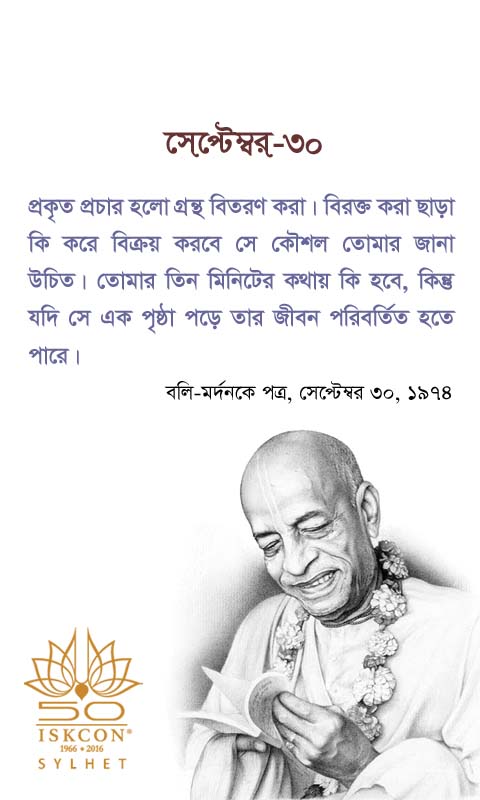 সেপ্টেম্বর-৩০
প্রকৃত প্রচার হলো গ্রন্থ বিতরণ করা। বিরক্ত করা ছাড়া
কি করে বিক্রয় করবে সে কৌশল তোমার জানা
উচিত। তোমার তিন মিনিটের কথায় কি হবে, কিন্তু
যদি সে এক পৃষ্ঠা পড়ে তার জীবন পরিবর্তিত হতে
পারে।
বলি-মর্দনকে পত্র, সেপ্টেম্বর ৩০, ১৯৭৪
50
ISKCON®
1966 • 2016
SYLHET